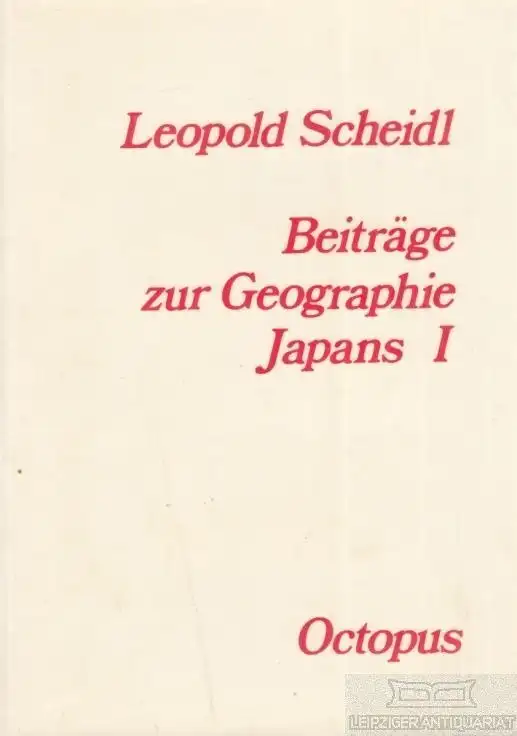 Leopold Scheidl
Beiträge
zur Geographie
Japans I
Octopus
LEIPZIGER ANTIQUARIAT